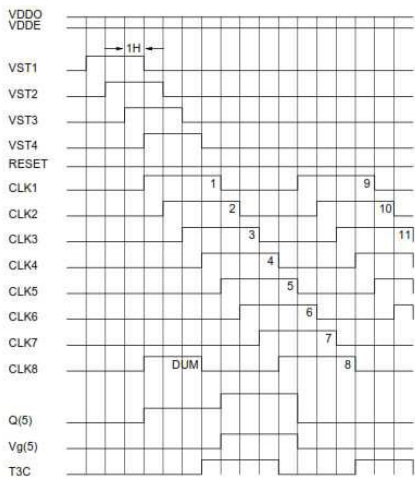 VDDO
VDDE
1H
VST1
VST2
VST3
VST4
RESET
CLK1 1 9
CLK2 2 10
CLK3 3 11
CLK4 4
CLK5 5
CLK6 6
CLK7 7
CLK8 DUM 8
Q(5)
Vg(5)
T3C